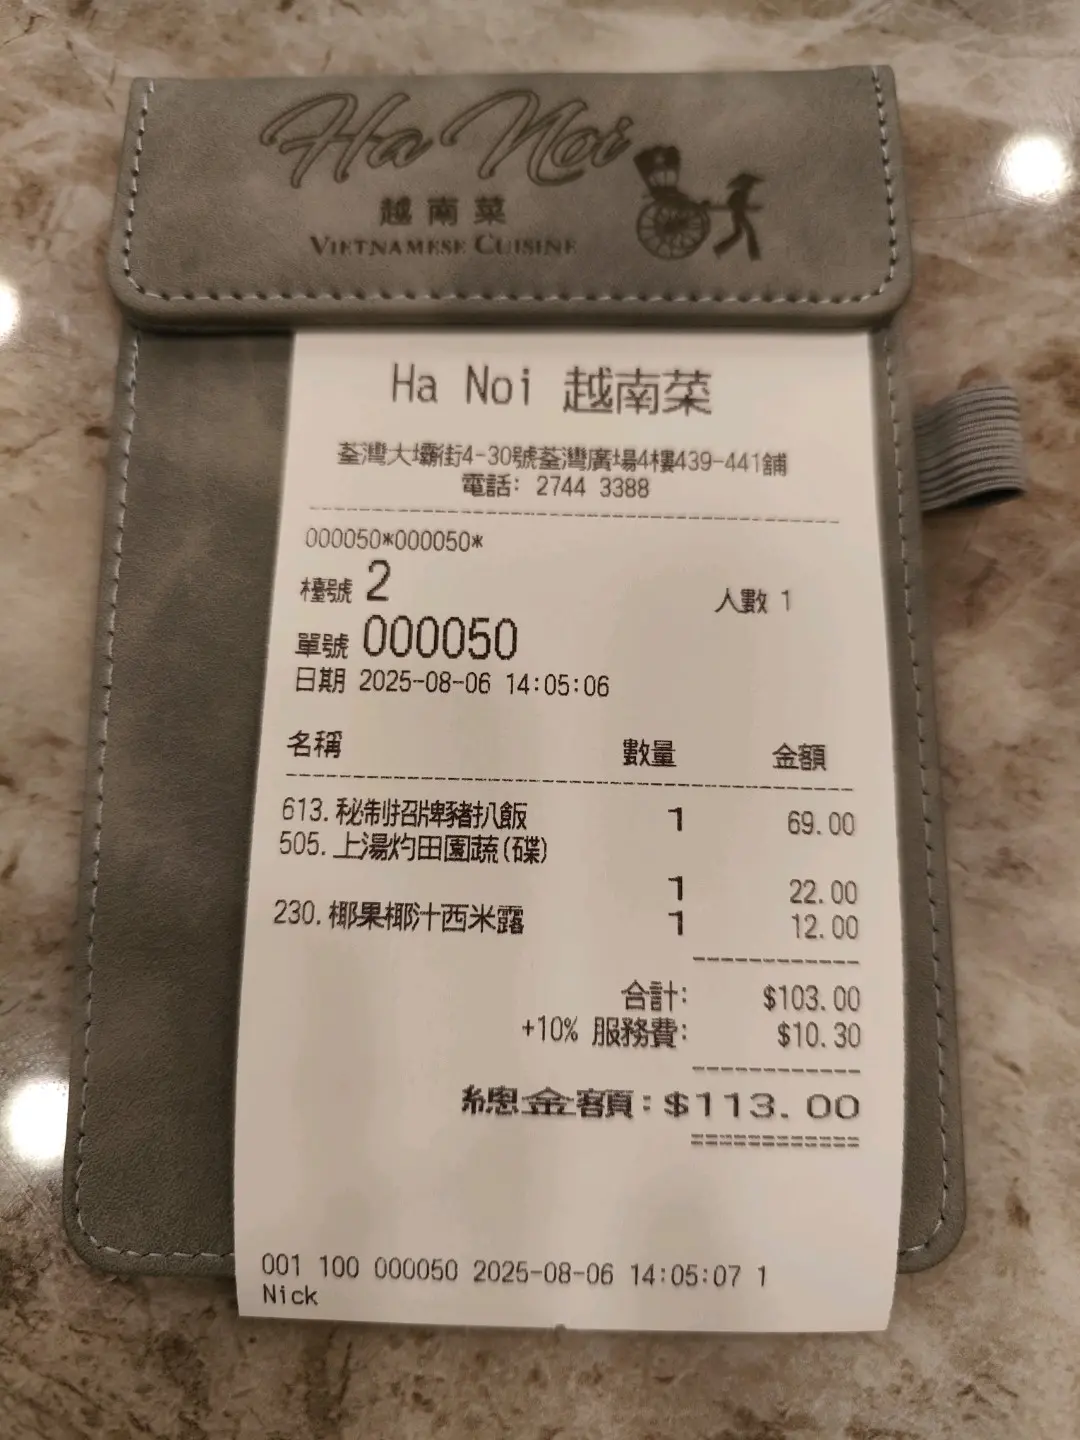 Ha Noi
越南菜
VIETNAMESE CUISINE
Ha Noi 越南菜
荃灣大壩街4-30號荃灣廣場4樓439-441舖
電話: 2744 3388
000050*000050*
檯號 2 人數 1
單號 000050
日期 2025-08-06 14:05:06
名稱 數量 金額
613. 秘制招牌豬扒飯 1 69.00
505. 上湯灼田園蔬(碟)
1 22.00
230. 椰果椰汁西米露 1 12.00
合計: $103.00
+10% 服務費: $10.30
總金額: $113.00
============
001 100 000050 2025-08-06 14:05:07 1
Nick